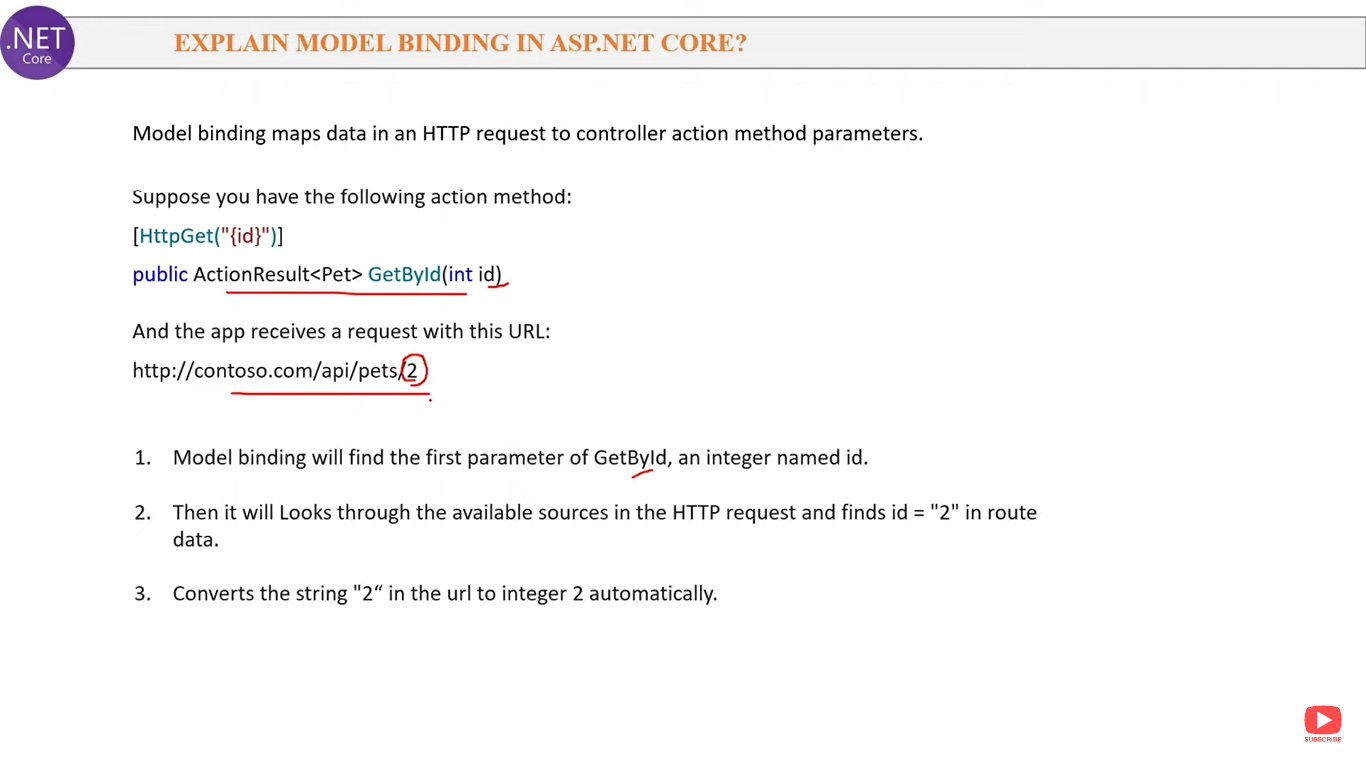 .NET
Core
EXPLAIN MODEL BINDING IN ASP.NET CORE?
Model binding maps data in an HTTP request to controller action method parameters.
Suppose you have the following action method:
[HttpGet("{id}")]
public ActionResult<Pet> GetById(int id)
And the app receives a request with this URL:
http://contoso.com/api/pets/2
1. Model binding will find the first parameter of GetById, an integer named id.
2. Then it will Looks through the available sources in the HTTP request and finds id = "2" in route
data.
3. Converts the string "2“ in the url to integer 2 automatically.
SUBSCRIBE